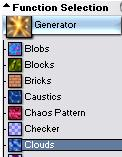 Function Selection
Generator
Blobs
Blocks
Bricks
Caustics
Chaos Pattern
Checker
Clouds